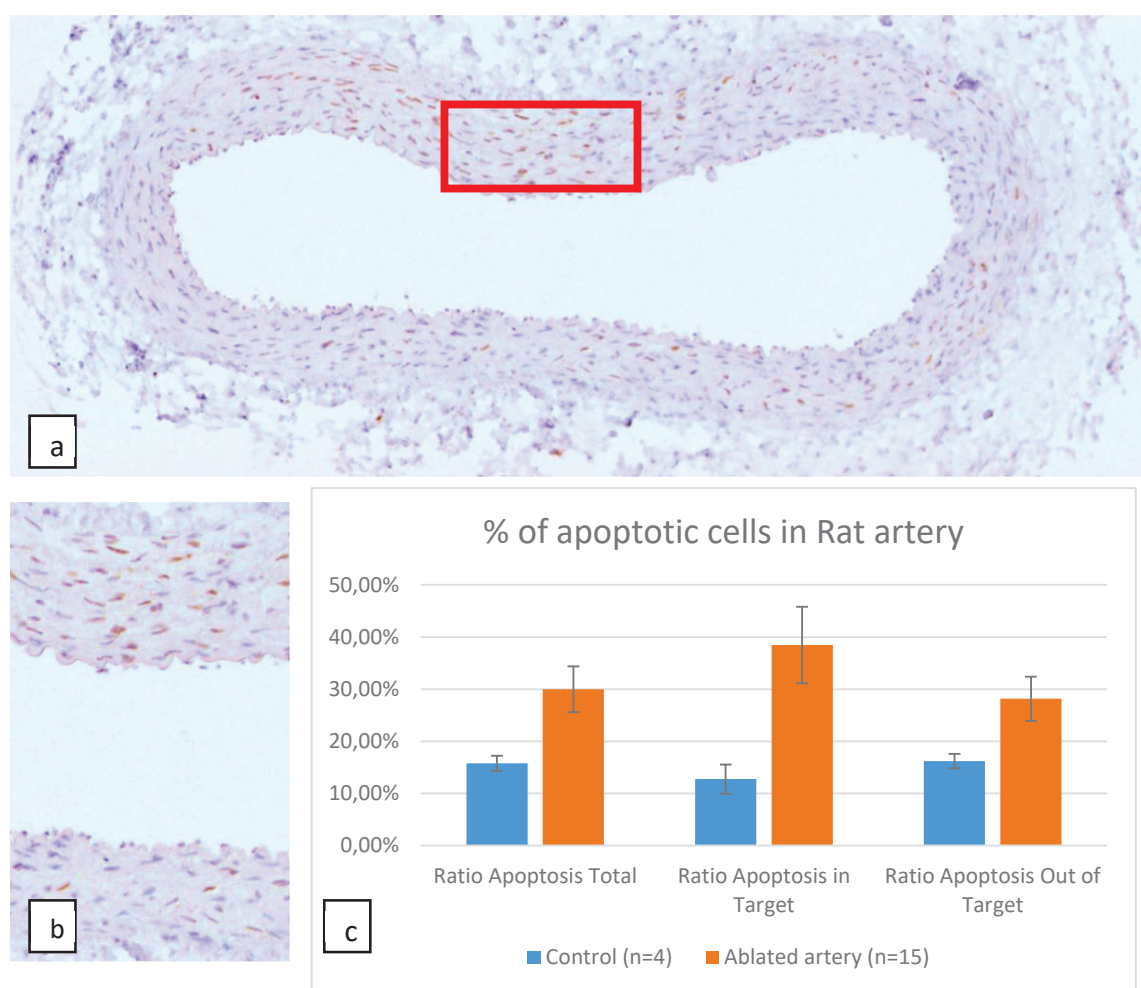 a
b
% of apoptotic cells in Rat artery
50,00%
40,00%
30,00%
20,00%
10,00%
0,00%
Ratio Apoptosis Total
Ratio Apoptosis in
Target
Ratio Apoptosis Out of
Target
c
Control (n=4)
Ablated artery (n=15)